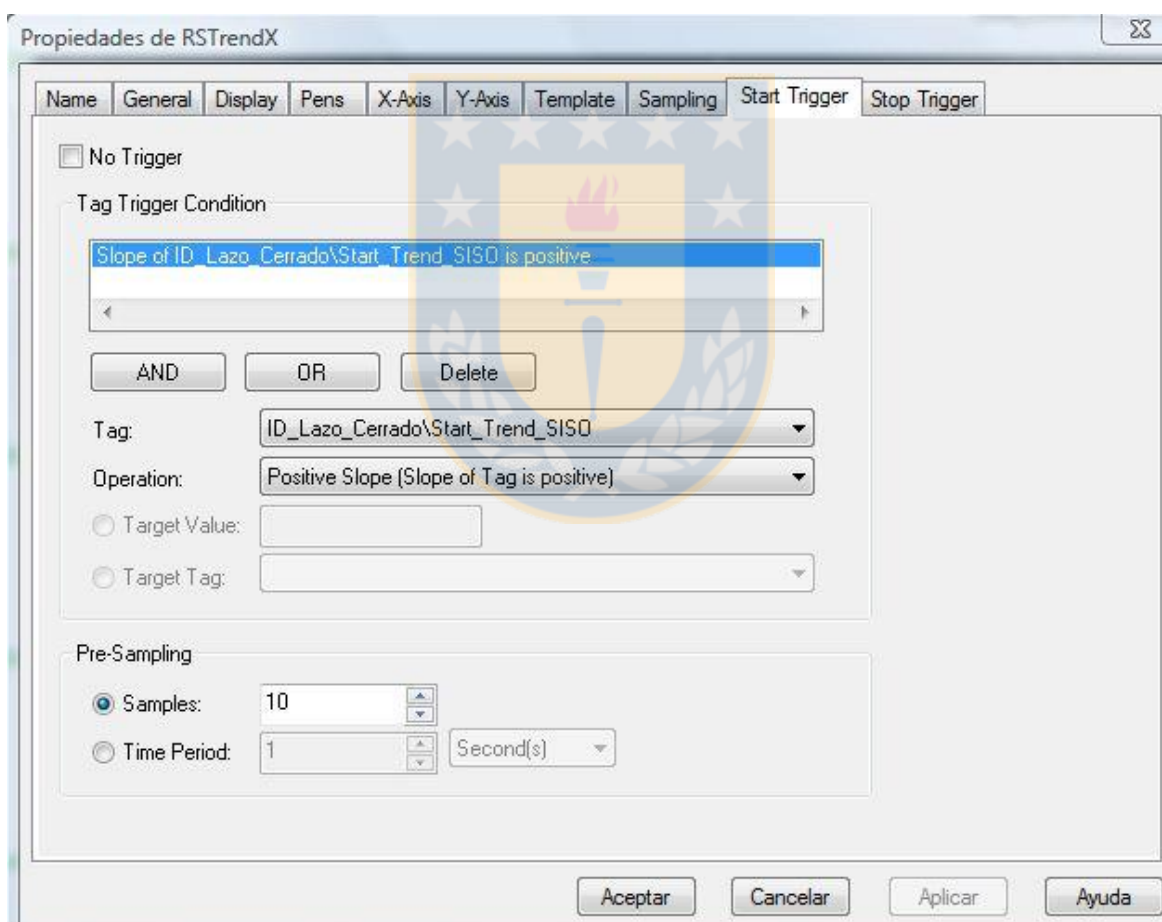 Propiedades de RSTrendX
Name General Display Pens X-Axis Y-Axis Template Sampling Start Trigger Stop Trigger
No Trigger
Tag Trigger Condition
Slope of ID_Lazo_Cerrado\Start_Trend_SISO is positive
AND OR Delete
Tag: ID_Lazo_Cerrado\Start_Trend_SISO
Operation: Positive Slope (Slope of Tag is positive)
Target Value:
Target Tag:
Pre-Sampling
Samples: 10
Time Period: 1 Second(s)
Aceptar Cancelar Aplicar Ayuda